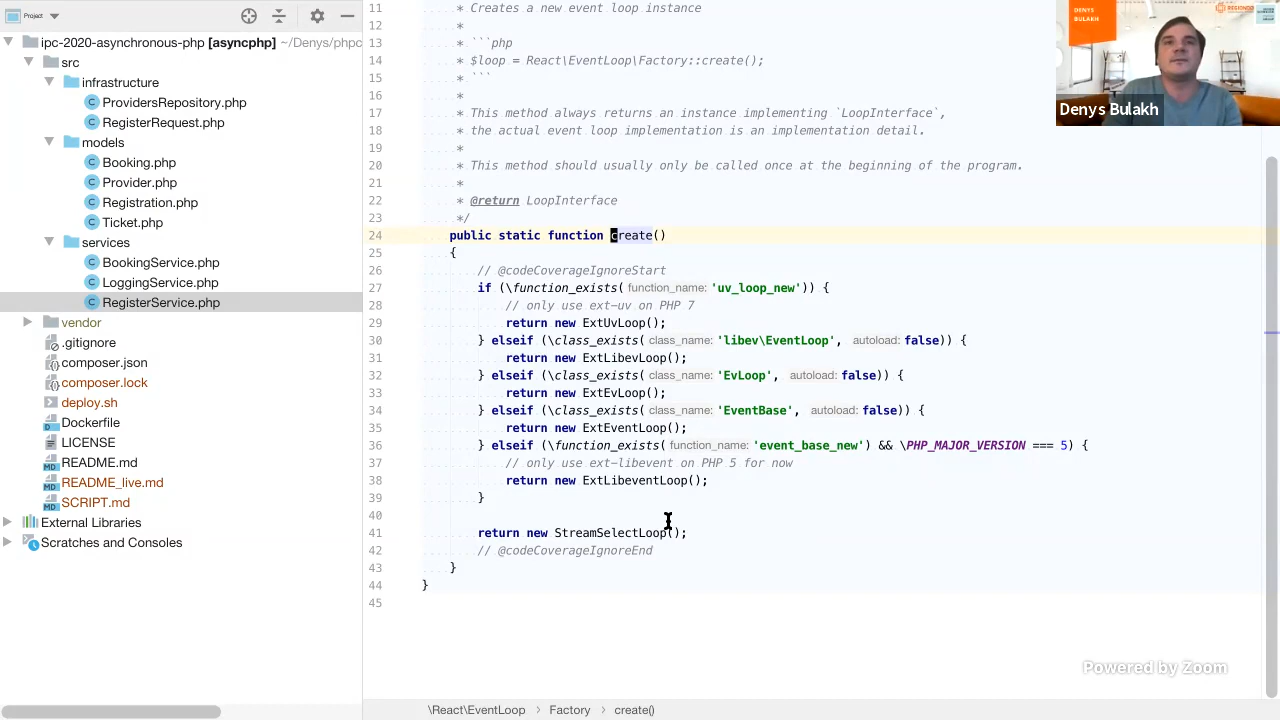 Project
ipc-2020-asynchronous-php [asyncphp] ~/Denys/phpc
src
infrastructure
ProvidersRepository.php
RegisterRequest.php
models
Booking.php
Provider.php
Registration.php
Ticket.php
services
BookingService.php
LoggingService.php
RegisterService.php
vendor
.gitignore
composer.json
composer.lock
deploy.sh
Dockerfile
LICENSE
README.md
README_live.md
SCRIPT.md
External Libraries
Scratches and Consoles
11 * Creates a new event loop instance
12 *
13 * ```php
14 * $loop = React\EventLoop\Factory::create();
15 * ```
16 *
17 * This method always returns an instance implementing `LoopInterface`,
18 * the actual event loop implementation is an implementation detail.
19 *
20 * This method should usually only be called once at the beginning of the program.
21 *
22 * @return LoopInterface
23 */
24 public static function create()
25 {
26 // @codeCoverageIgnoreStart
27 if (\function_exists( function_name: 'uv_loop_new')) {
28 // only use ext-uv on PHP 7
29 return new ExtUvLoop();
30 } elseif (\class_exists( class_name: 'libev\EventLoop', autoload: false)) {
31 return new ExtLibevLoop();
32 } elseif (\class_exists( class_name: 'EvLoop', autoload: false)) {
33 return new ExtEvLoop();
34 } elseif (\class_exists( class_name: 'EventBase', autoload: false)) {
35 return new ExtEventLoop();
36 } elseif (\function_exists( function_name: 'event_base_new') && \PHP_MAJOR_VERSION === 5) {
37 // only use ext-libevent on PHP 5 for now
38 return new ExtLibeventLoop();
39 }
40
41 return new StreamSelectLoop();
42 // @codeCoverageIgnoreEnd
43 }
44 }
45
\React\EventLoop > Factory > create()
DENYS
BULAKH
Denys Bulakh
Powered by Zoom